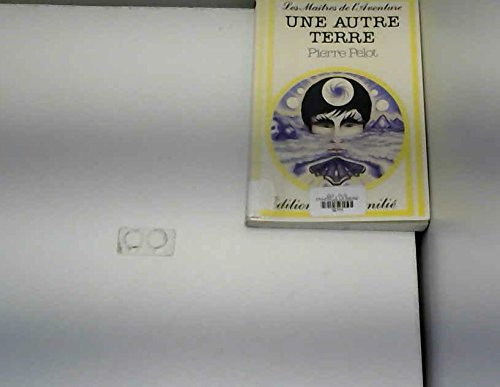 Les Maîtres de l'Aventure
UNE AUTRE
TERRE
Pierre Pelot